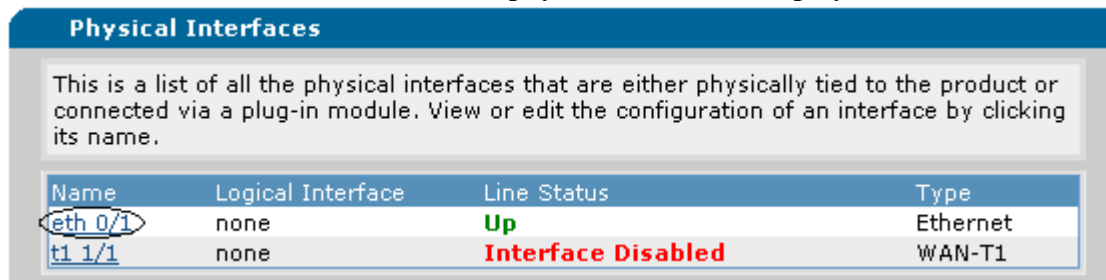 Physical Interfaces
This is a list of all the physical interfaces that are either physically tied to the product or
connected via a plug-in module. View or edit the configuration of an interface by clicking
its name.
Name Logical Interface Line Status Type
eth 0/1 none Up Ethernet
t1 1/1 none Interface Disabled WAN-T1